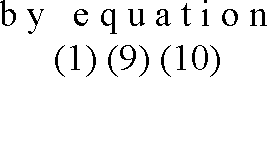 by equation
(1) (9) (10)